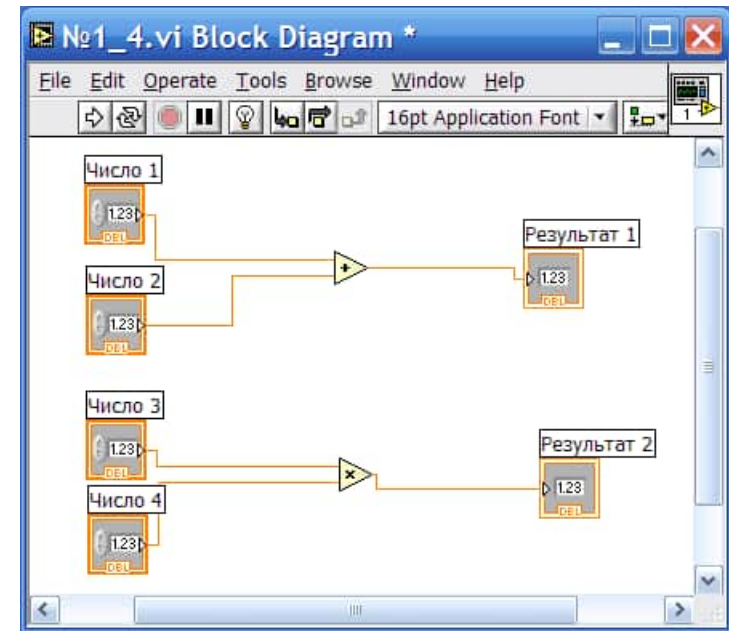 №1_4.vi Block Diagram *
File Edit Operate Tools Browse Window Help
16pt Application Font
1
Число 1
1.23
DBL
Результат 1
1.23
DBL
Число 2
1.23
DBL
Число 3
1.23
DBL
Результат 2
1.23
DBL
Число 4
1.23
DBL